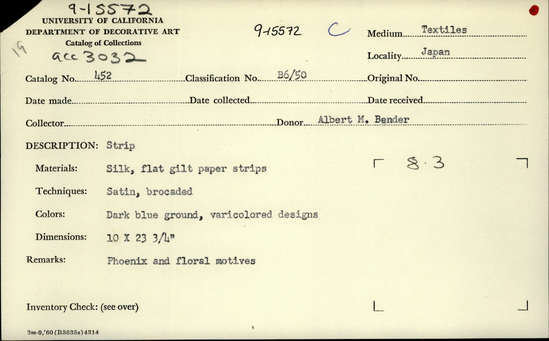 9-15572
UNIVERSITY OF CALIFORNIA
DEPARTMENT OF DECORATIVE ART
Catalog of Collections
19
acc 3032
9-15572 C
Medium Textiles
Locality Japan
Catalog No. 452 Classification No. B6/50 Original No.
Date made Date collected Date received
Collector Donor Albert M. Bender
DESCRIPTION: Strip
Materials: Silk, flat gilt paper strips
8.3
Techniques: Satin, brocaded
Colors: Dark blue ground, varicolored designs
Dimensions: 10 X 23 3/4"
Remarks: Phoenix and floral motives
Inventory Check: (see over)